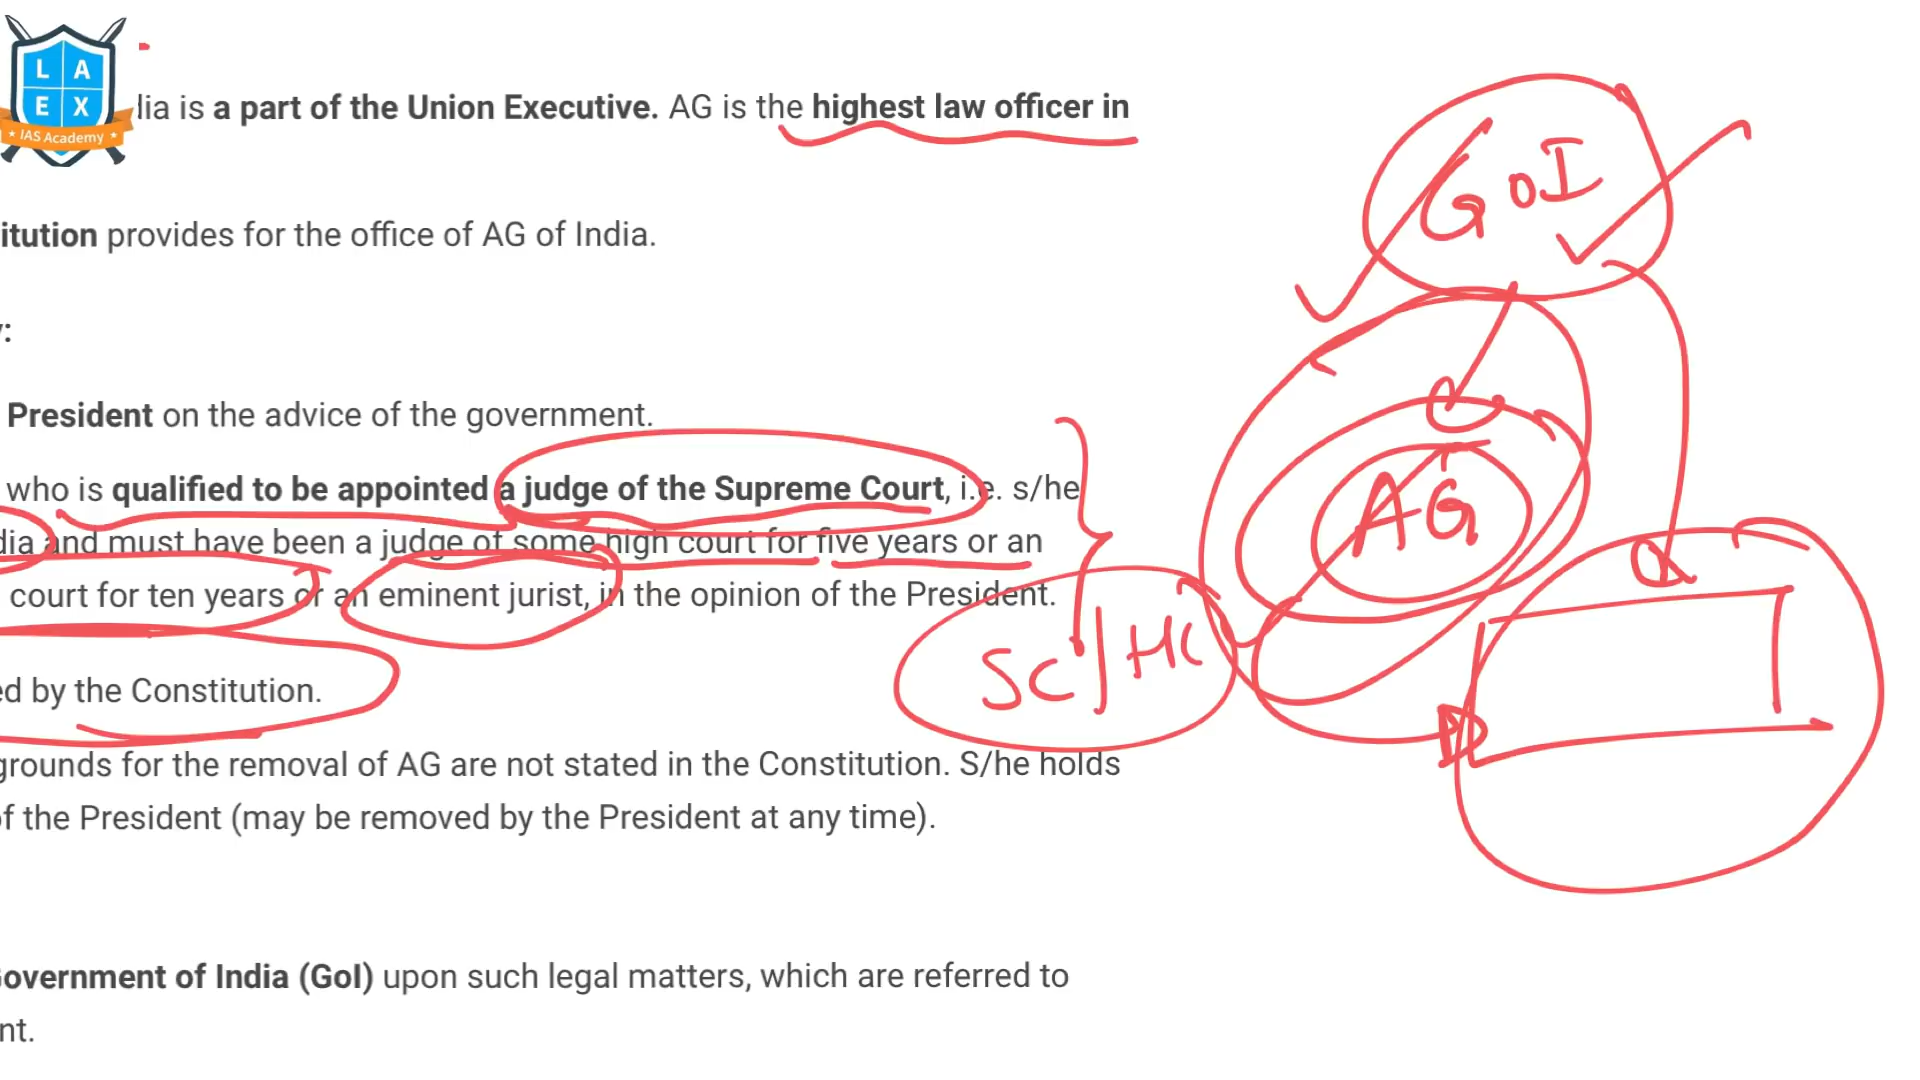 L A
E X
IAS Academy
dia is a part of the Union Executive. AG is the highest law officer in
GoI
itution provides for the office of AG of India.
y:
President on the advice of the government.
who is qualified to be appointed a judge of the Supreme Court, i.e. s/he
AG
dia and must have been a judge of some high court for five years or an
court for ten years or an eminent jurist, in the opinion of the President.
SC/HC
ed by the Constitution.
grounds for the removal of AG are not stated in the Constitution. S/he holds
of the President (may be removed by the President at any time).
Government of India (GoI) upon such legal matters, which are referred to
nt.